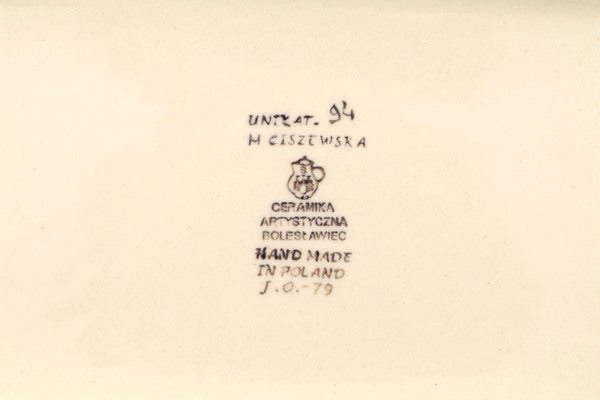 UNIKAT. 94
M CISZEWSKA
B
CERAMIKA
ARTYSTYCZNA
BOLESŁAWIEC
HAND MADE
IN POLAND
J.O.-79